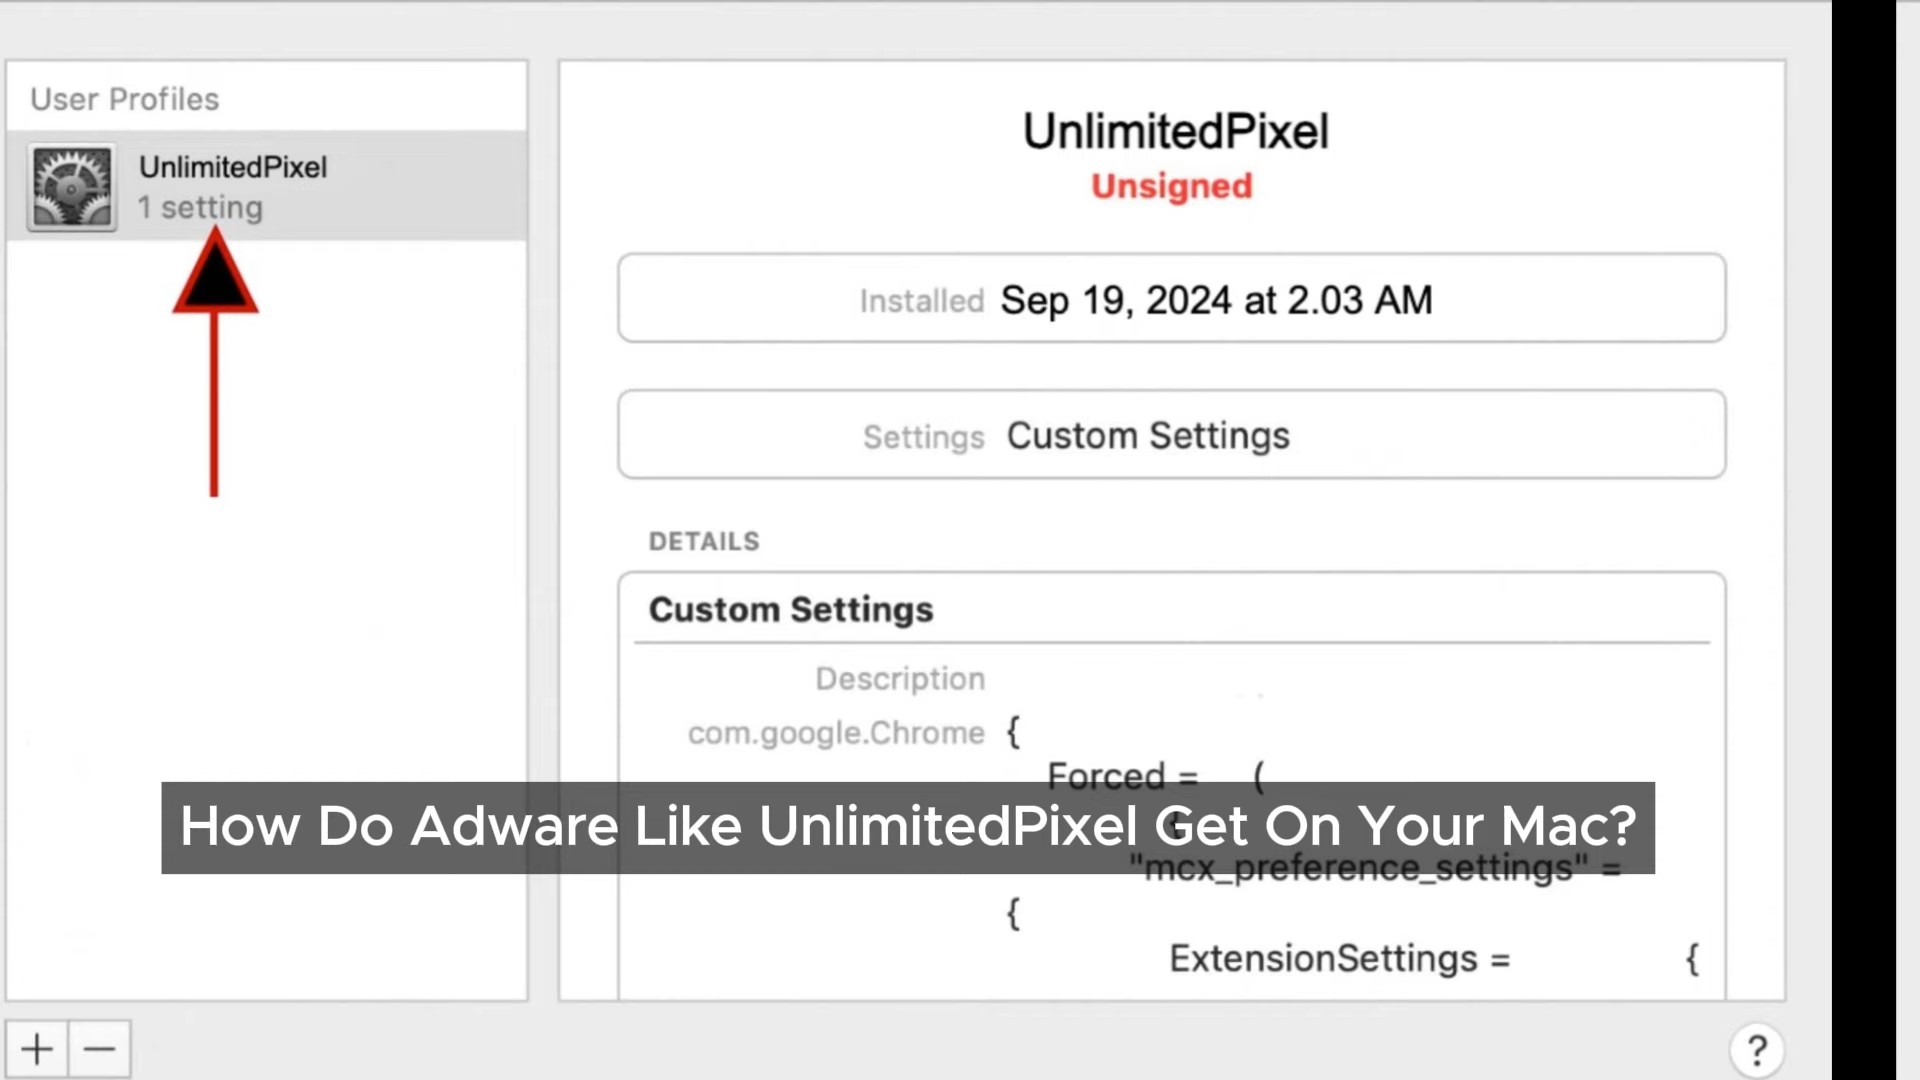 User Profiles
UnlimitedPixel
1 setting
UnlimitedPixel
Unsigned
Installed Sep 19, 2024 at 2.03 AM
Settings Custom Settings
DETAILS
Custom Settings
Description
com.google.Chrome {
Forced = (
How Do Adware Like UnlimitedPixel Get On Your Mac?
"mcx_preference_settings" =
{
ExtensionSettings = {
+ −
?